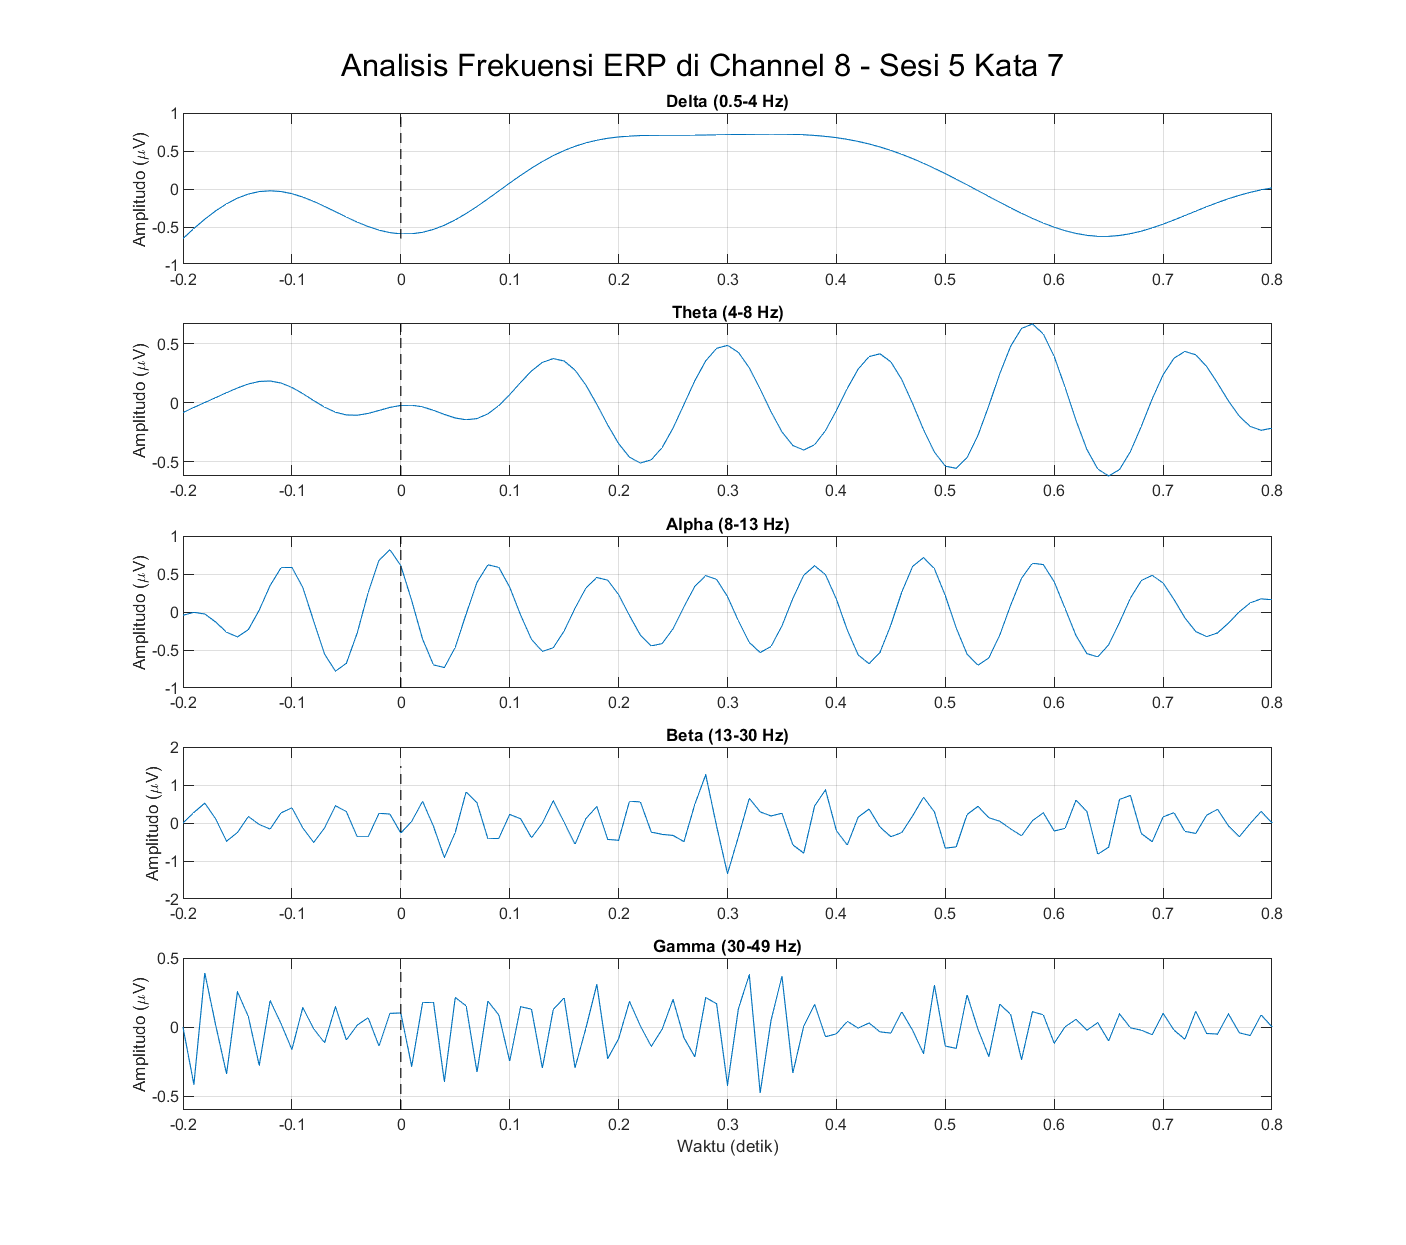 Analisis Frekuensi ERP di Channel 8 - Sesi 5 Kata 7
Delta (0.5-4 Hz)
Amplitudo (μV)
1
0.5
0
-0.5
-1
-0.2 -0.1 0 0.1 0.2 0.3 0.4 0.5 0.6 0.7 0.8
Theta (4-8 Hz)
Amplitudo (μV)
0.5
0
-0.5
-0.2 -0.1 0 0.1 0.2 0.3 0.4 0.5 0.6 0.7 0.8
Alpha (8-13 Hz)
Amplitudo (μV)
1
0.5
0
-0.5
-1
-0.2 -0.1 0 0.1 0.2 0.3 0.4 0.5 0.6 0.7 0.8
Beta (13-30 Hz)
Amplitudo (μV)
2
1
0
-1
-2
-0.2 -0.1 0 0.1 0.2 0.3 0.4 0.5 0.6 0.7 0.8
Gamma (30-49 Hz)
Amplitudo (μV)
0.5
0
-0.5
-0.2 -0.1 0 0.1 0.2 0.3 0.4 0.5 0.6 0.7 0.8
Waktu (detik)